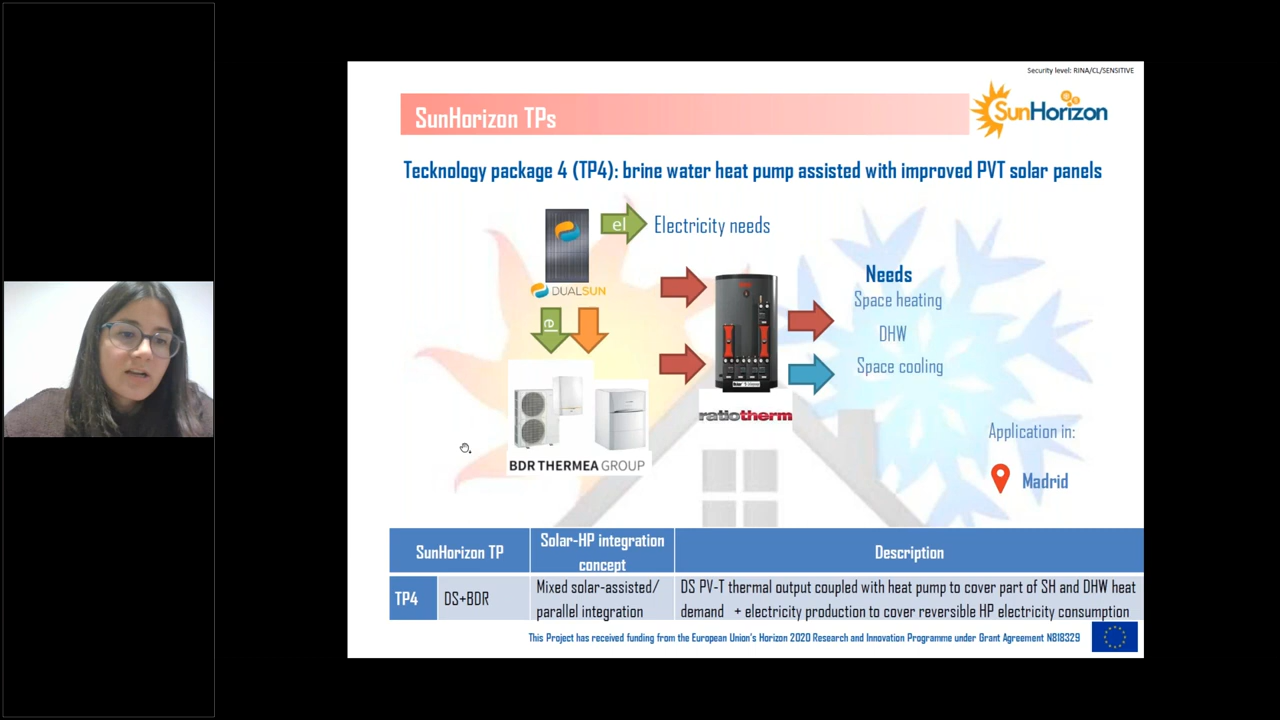 Security level: RINA/CL/SENSITIVE
SunHorizon TPs
SunHorizon
Tecknology package 4 (TP4): brine water heat pump assisted with improved PVT solar panels
el
Electricity needs
DUALSUN
el
Needs
Space heating
DHW
Space cooling
ratiotherm
BDR THERMEA GROUP
Application in:
Madrid
SunHorizon TP
Solar-HP integration
concept
Description
TP4
DS+BDR
Mixed solar-assisted/
parallel integration
DS PV-T thermal output coupled with heat pump to cover part of SH and DHW heat
demand + electricity production to cover reversible HP electricity consumption
This Project has received funding from the European Union's Horizon 2020 Research and Innovation Programme under Grant Agreement N818329